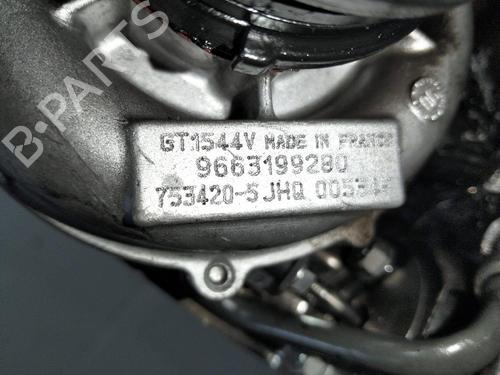 B-PARTS
GT1544V MADE IN FRANCE
9663199280
753420-5 JHQ